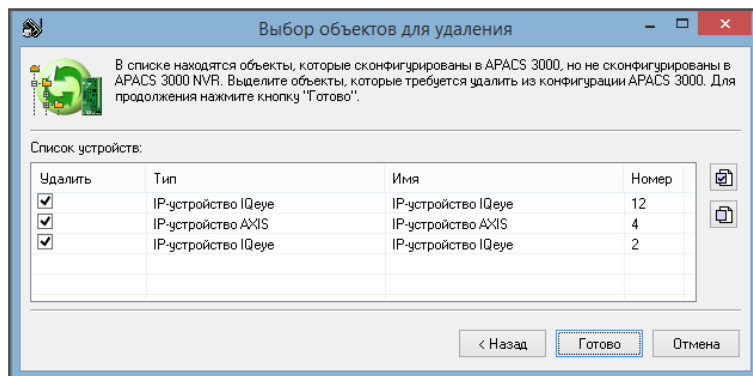 Выбор объектов для удаления
В списке находятся объекты, которые сконфигурированы в APACS 3000, но не сконфигурированы в
APACS 3000 NVR. Выделите объекты, которые требуется удалить из конфигурации APACS 3000. Для
продолжения нажмите кнопку "Готово".
Список устройств:
Удалить Тип Имя Номер
IP-устройство IQeye IP-устройство IQeye 12
IP-устройство AXIS IP-устройство AXIS 4
IP-устройство IQeye IP-устройство IQeye 2
< Назад Готово Отмена